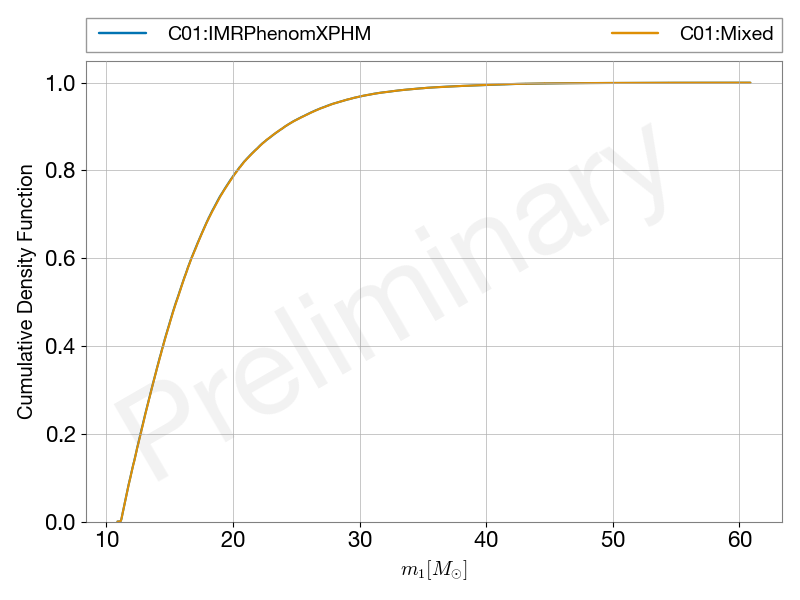 C01:IMRPhenomXPHM C01:Mixed
1.0
0.8
0.6
0.4
0.2
0.0
Cumulative Density Function
Preliminary
10 20 30 40 50 60
m₁[M☉]